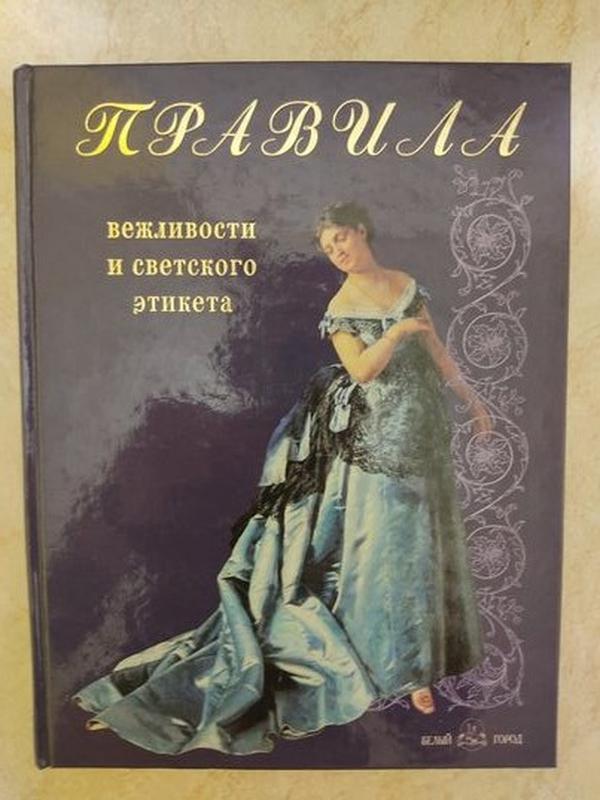 ПРАВИЛА
вежливости
и светского
этикета
БЕЛЫЙ ГОРОД